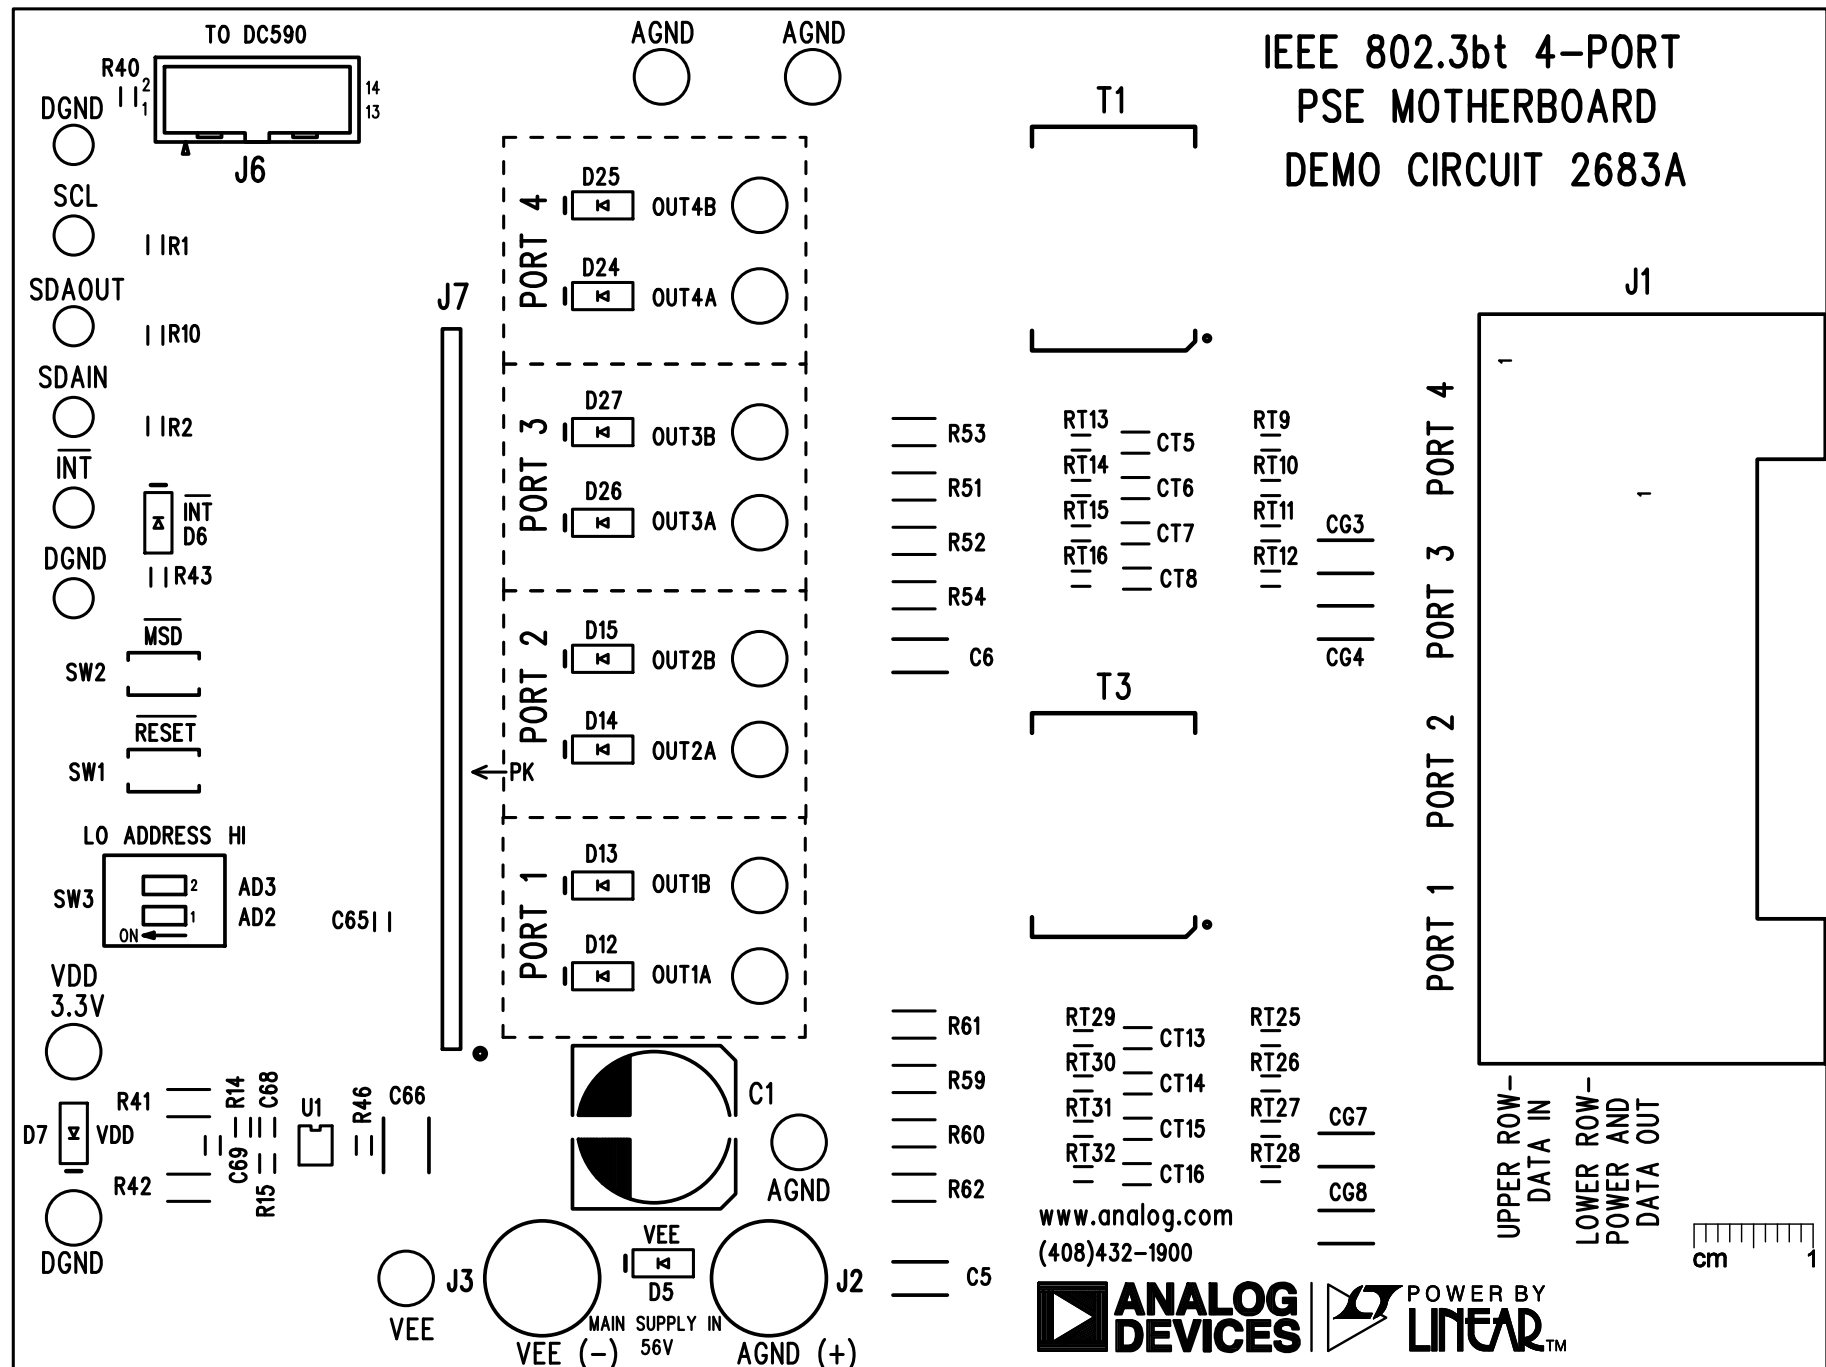 TO DC590
R40
2
1
14
13
J6
DGND
SCL
R1
SDAOUT
R10
SDAIN
R2
INT
INT
D6
DGND
R43
MSD
SW2
RESET
SW1
LO ADDRESS HI
SW3
2
1
ON
AD3
AD2
C65
VDD
3.3V
R41
D7
VDD
R42
DGND
R14
C68
C69
R15
U1
R46
C66
J7
PK
AGND
AGND
PORT 4
D25
OUT4B
D24
OUT4A
PORT 3
D27
OUT3B
D26
OUT3A
PORT 2
D15
OUT2B
D14
OUT2A
PORT 1
D13
OUT1B
D12
OUT1A
C1
AGND
VEE
J3
VEE
D5
J2
MAIN SUPPLY IN
56V
VEE (-)
AGND (+)
R53
R51
R52
R54
C6
R61
R59
R60
R62
C5
IEEE 802.3bt 4-PORT
PSE MOTHERBOARD
DEMO CIRCUIT 2683A
T1
RT13
RT14
RT15
RT16
CT5
CT6
CT7
CT8
RT9
RT10
RT11
RT12
CG3
CG4
T3
RT29
RT30
RT31
RT32
CT13
CT14
CT15
CT16
RT25
RT26
RT27
RT28
CG7
CG8
J1
1
1
PORT 4
PORT 3
PORT 2
PORT 1
UPPER ROW-
DATA IN
LOWER ROW-
POWER AND
DATA OUT
cm 1
www.analog.com
(408)432-1900
ANALOG
DEVICES
POWER BY
LINEAR TM